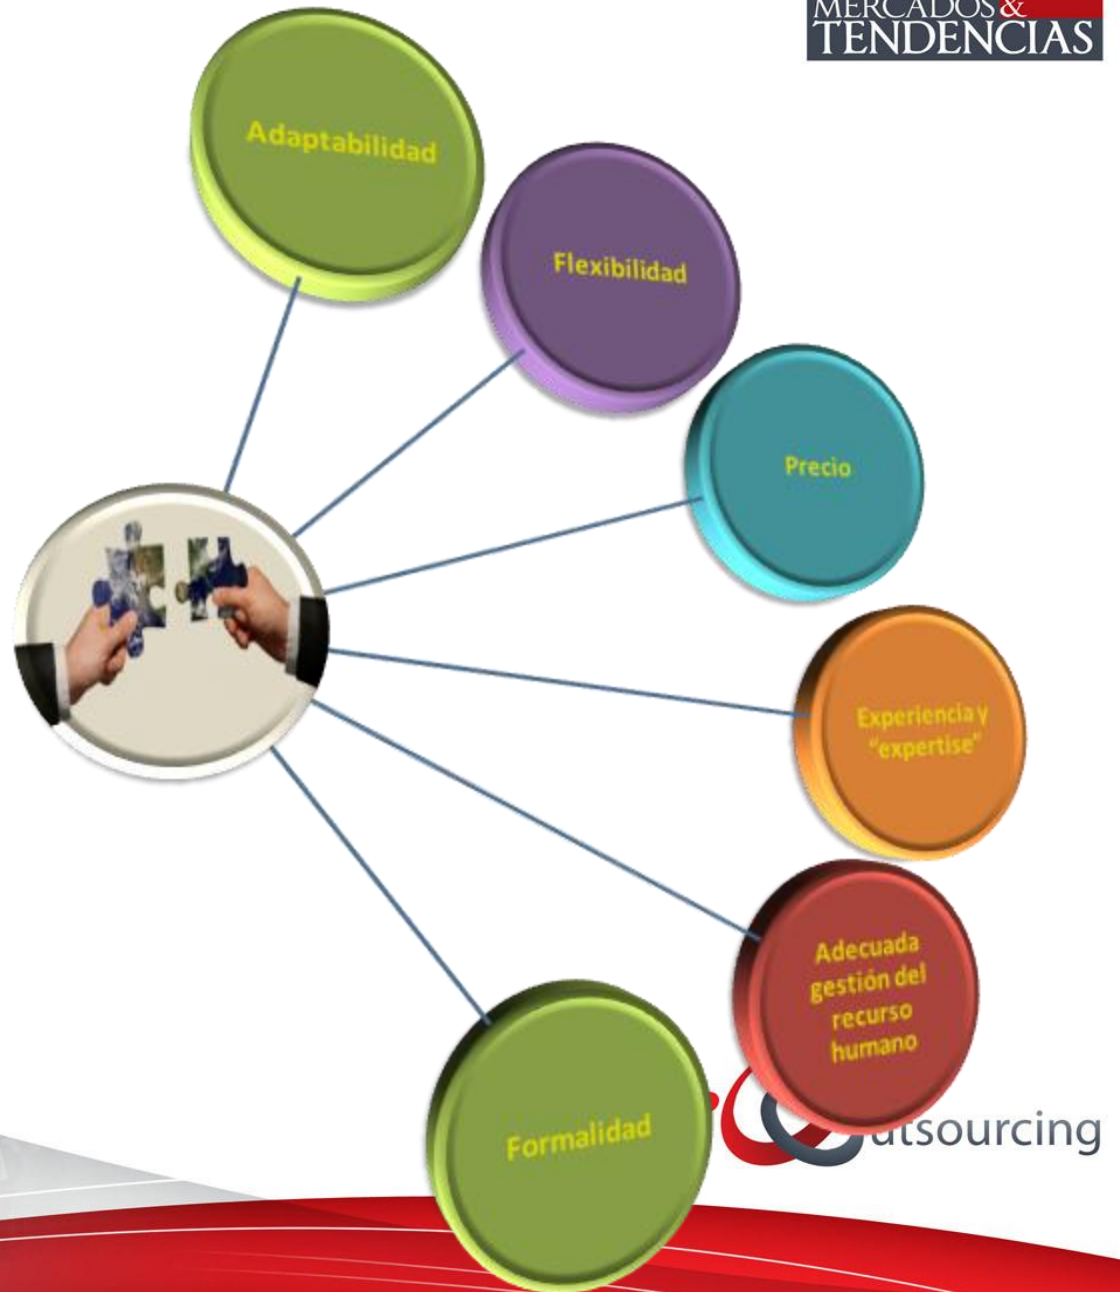 MERCADOS &
TENDENCIAS
Adaptabilidad
Flexibilidad
Precio
Experiencia y
“expertise”
Adecuada
gestión del
recurso
humano
Formalidad
utsourcing